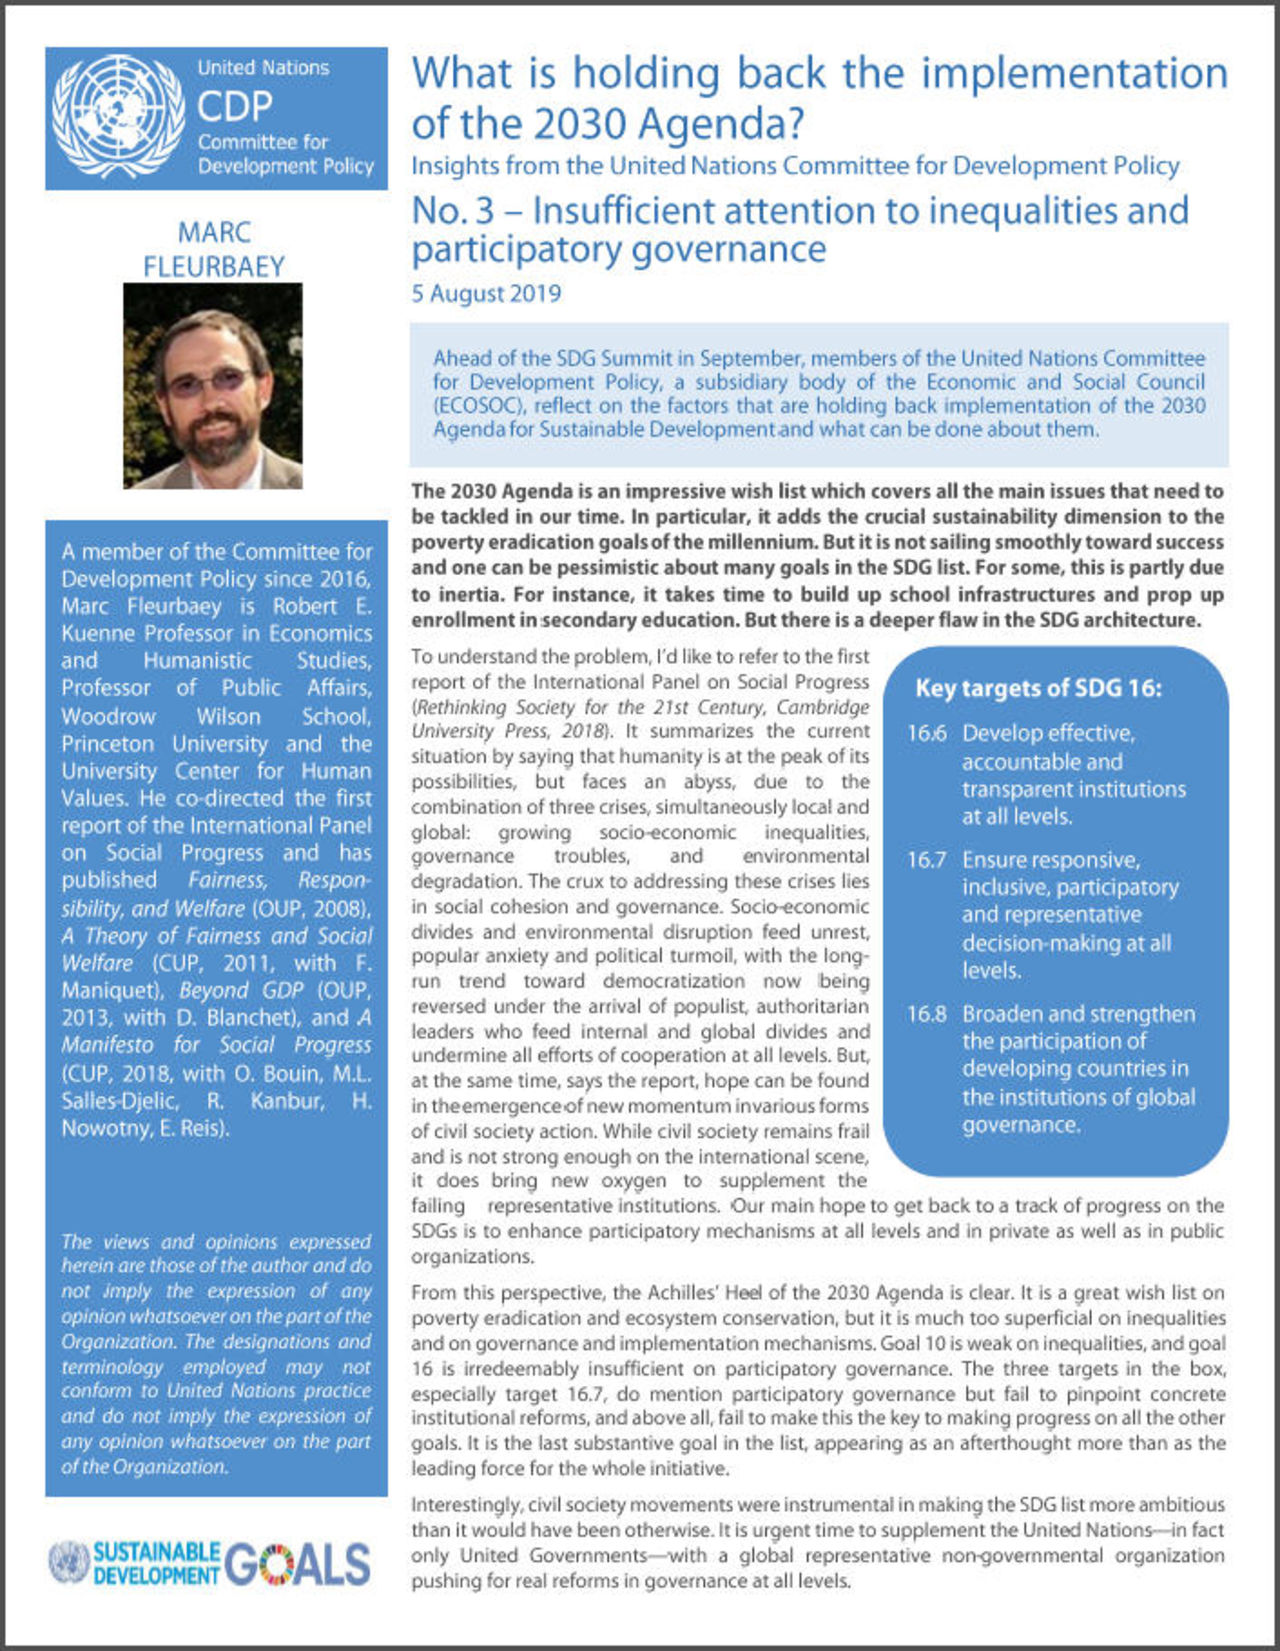 United Nations
CDP
Committee for
Development Policy
MARC
FLEURBAEY
A member of the Committee for
Development Policy since 2016,
Marc Fleurbaey is Robert E.
Kuenne Professor in Economics
and Humanistic Studies,
Professor of Public Affairs,
Woodrow Wilson School,
Princeton University and the
University Center for Human
Values. He co-directed the first
report of the International Panel
on Social Progress and has
published Fairness, Respon-
sibility, and Welfare (OUP, 2008),
A Theory of Fairness and Social
Welfare (CUP, 2011, with F.
Maniquet), Beyond GDP (OUP,
2013, with D. Blanchet), and A
Manifesto for Social Progress
(CUP, 2018, with O. Bouin, M.L.
Salles-Djelic, R. Kanbur, H.
Nowotny, E. Reis).
The views and opinions expressed
herein are those of the author and do
not imply the expression of any
opinion whatsoever on the part of the
Organization. The designations and
terminology employed may not
conform to United Nations practice
and do not imply the expression of
any opinion whatsoever on the part
of the Organization.
SUSTAINABLE
DEVELOPMENT
GOALS
What is holding back the implementation
of the 2030 Agenda?
Insights from the United Nations Committee for Development Policy
No. 3 – Insufficient attention to inequalities and
participatory governance
5 August 2019
Ahead of the SDG Summit in September, members of the United Nations Committee
for Development Policy, a subsidiary body of the Economic and Social Council
(ECOSOC), reflect on the factors that are holding back implementation of the 2030
Agenda for Sustainable Development and what can be done about them.
The 2030 Agenda is an impressive wish list which covers all the main issues that need to
be tackled in our time. In particular, it adds the crucial sustainability dimension to the
poverty eradication goals of the millennium. But it is not sailing smoothly toward success
and one can be pessimistic about many goals in the SDG list. For some, this is partly due
to inertia. For instance, it takes time to build up school infrastructures and prop up
enrollment in secondary education. But there is a deeper flaw in the SDG architecture.
To understand the problem, I'd like to refer to the first
report of the International Panel on Social Progress
(Rethinking Society for the 21st Century, Cambridge
University Press, 2018). It summarizes the current
situation by saying that humanity is at the peak of its
possibilities, but faces an abyss, due to the
combination of three crises, simultaneously local and
global: growing socio-economic inequalities,
governance troubles, and environmental
degradation. The crux to addressing these crises lies
in social cohesion and governance. Socio-economic
divides and environmental disruption feed unrest,
popular anxiety and political turmoil, with the long-
run trend toward democratization now being
reversed under the arrival of populist, authoritarian
leaders who feed internal and global divides and
undermine all efforts of cooperation at all levels. But,
at the same time, says the report, hope can be found
in the emergence of new momentum in various forms
of civil society action. While civil society remains frail
and is not strong enough on the international scene,
it does bring new oxygen to supplement the
failing representative institutions. Our main hope to get back to a track of progress on the
SDGs is to enhance participatory mechanisms at all levels and in private as well as in public
organizations.
Key targets of SDG 16:
16.6 Develop effective,
accountable and
transparent institutions
at all levels.
16.7 Ensure responsive,
inclusive, participatory
and representative
decision-making at all
levels.
16.8 Broaden and strengthen
the participation of
developing countries in
the institutions of global
governance.
From this perspective, the Achilles' Heel of the 2030 Agenda is clear. It is a great wish list on
poverty eradication and ecosystem conservation, but it is much too superficial on inequalities
and on governance and implementation mechanisms. Goal 10 is weak on inequalities, and goal
16 is irredeemably insufficient on participatory governance. The three targets in the box,
especially target 16.7, do mention participatory governance but fail to pinpoint concrete
institutional reforms, and above all, fail to make this the key to making progress on all the other
goals. It is the last substantive goal in the list, appearing as an afterthought more than as the
leading force for the whole initiative.
Interestingly, civil society movements were instrumental in making the SDG list more ambitious
than it would have been otherwise. It is urgent time to supplement the United Nations—in fact
only United Governments—with a global representative non-governmental organization
pushing for real reforms in governance at all levels.